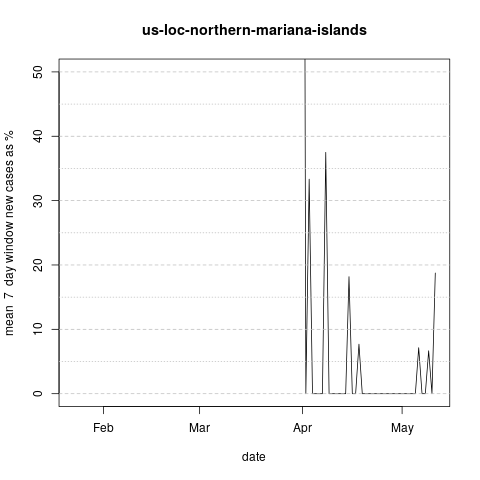 us-loc-northern-mariana-islands
mean 7 day window new cases as %
50
40
30
20
10
0
Feb Mar Apr May
date